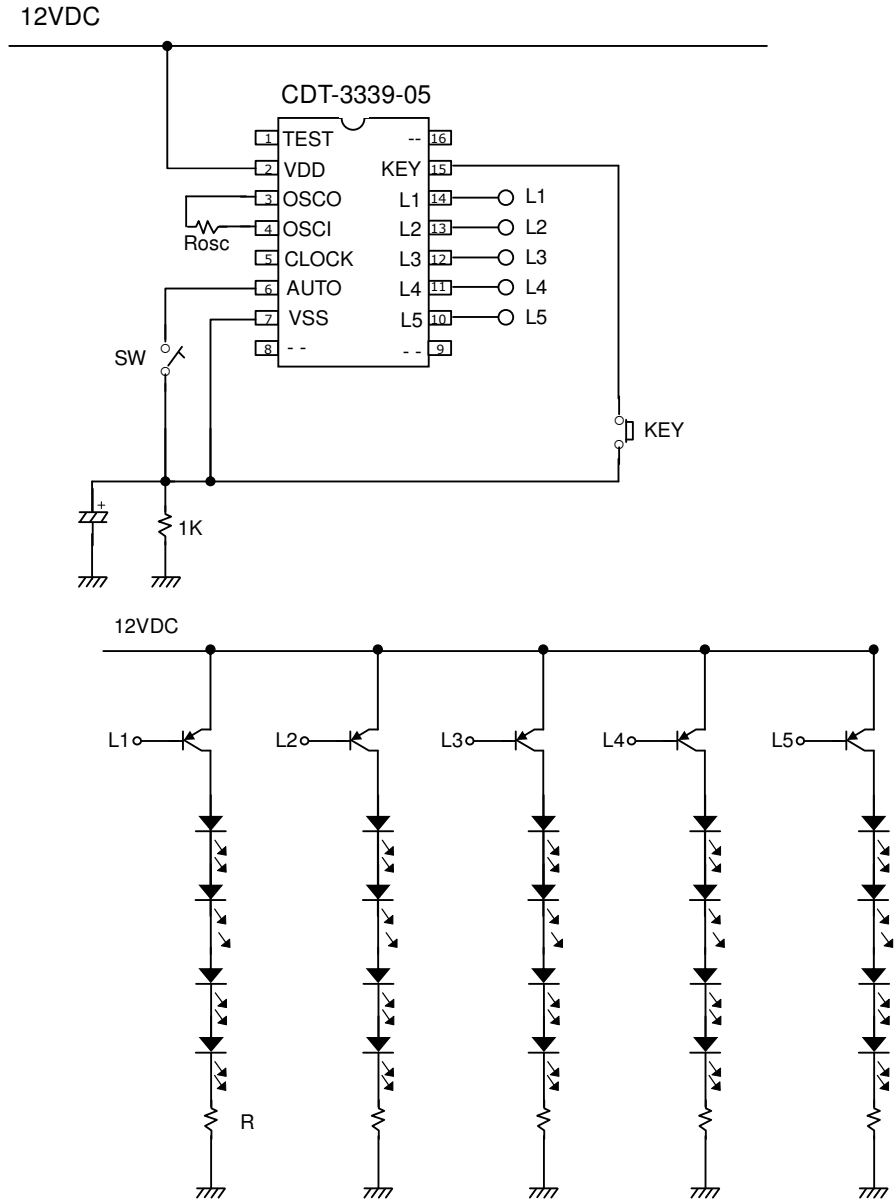 12VDC
CDT-3339-05
1 TEST -- 16
2 VDD KEY 15
3 OSCO L1 14 L1
4 OSCI L2 13 L2
Rosc
5 CLOCK L3 12 L3
6 AUTO L4 11 L4
7 VSS L5 10 L5
8 - - - - 9
SW
KEY
+
1K
12VDC
L1 L2 L3 L4 L5
R